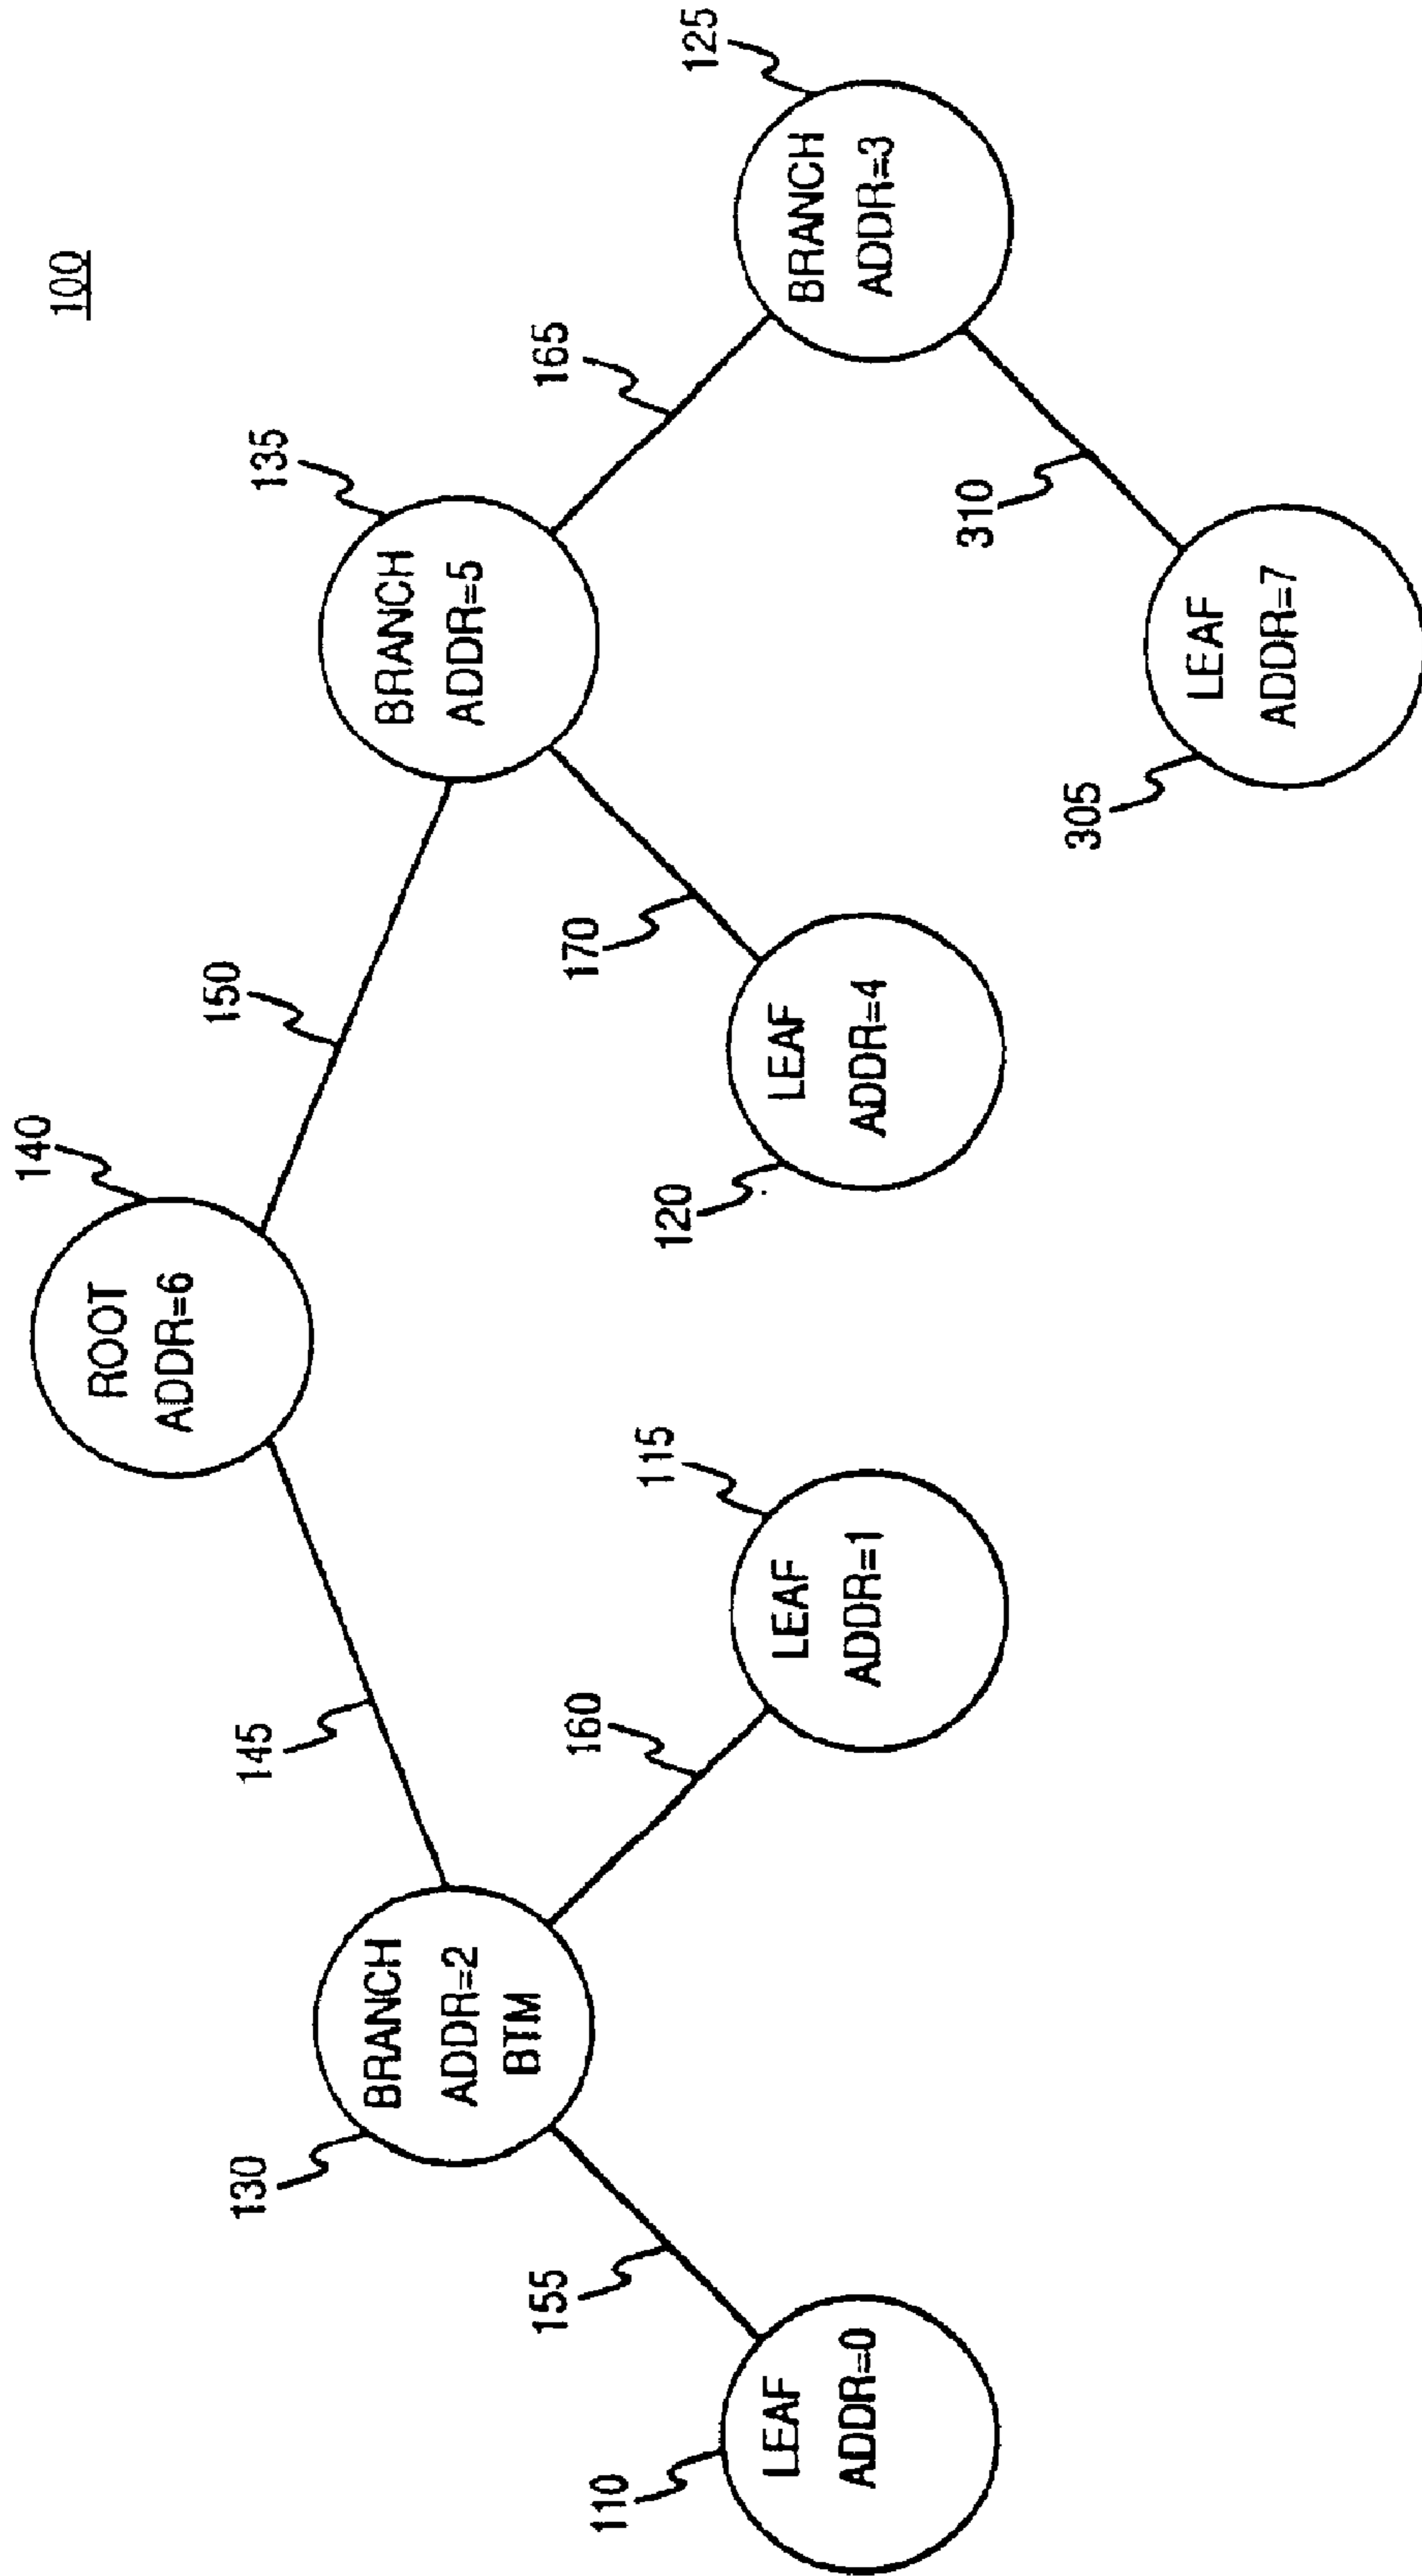 100
140
ROOT
ADDR=6
145
150
130
BRANCH
ADDR=2
BTM
135
BRANCH
ADDR=5
155
160
170
165
110
LEAF
ADDR=0
115
LEAF
ADDR=1
120
LEAF
ADDR=4
125
BRANCH
ADDR=3
310
305
LEAF
ADDR=7